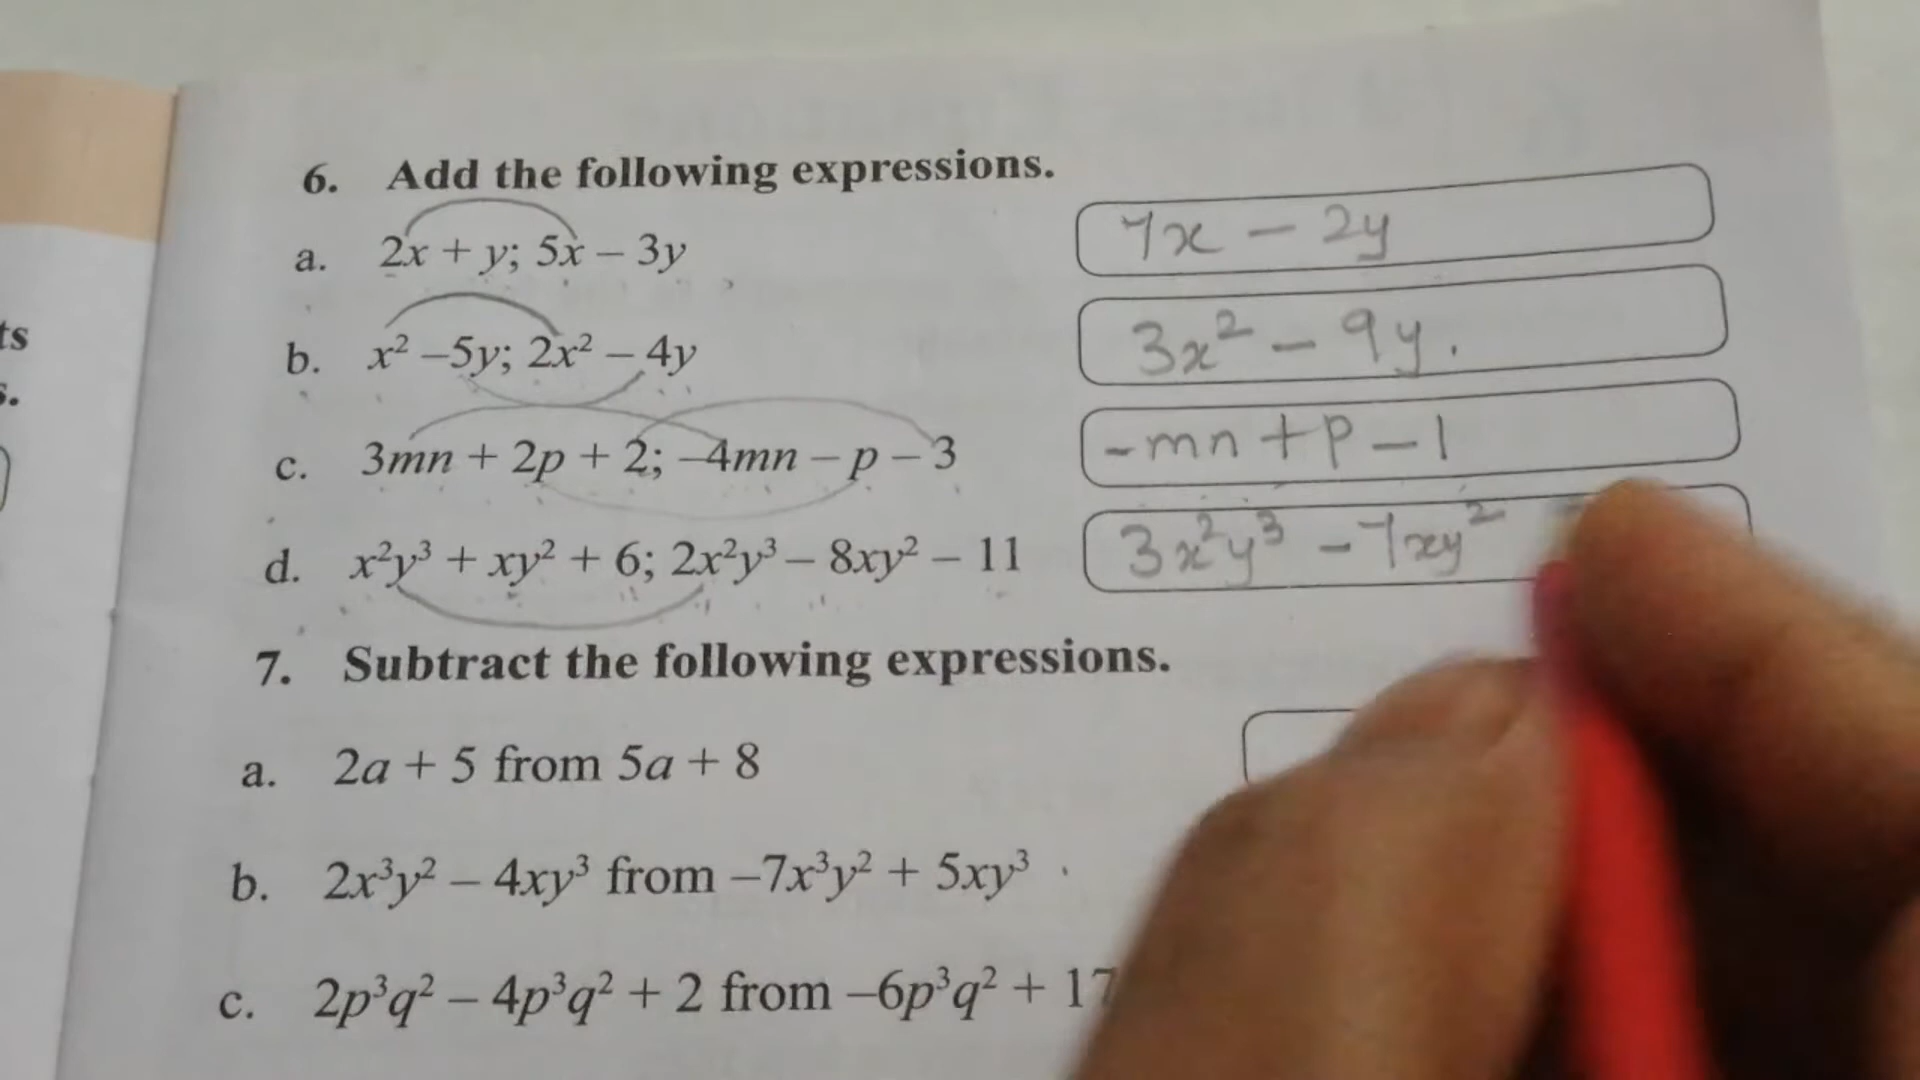 6. Add the following expressions.
a. 2x + y; 5x – 3y
7x – 2y
b. x² –5y; 2x² – 4y
3x² – 9y.
c. 3mn + 2p + 2; –4mn – p – 3
-mn + p – 1
d. x²y³ + xy² + 6; 2x²y³ – 8xy² – 11
3x²y³ - 7xy²
7. Subtract the following expressions.
a. 2a + 5 from 5a + 8
b. 2x³y² – 4xy³ from –7x³y² + 5xy³
c. 2p³q² – 4p³q² + 2 from –6p³q² + 17